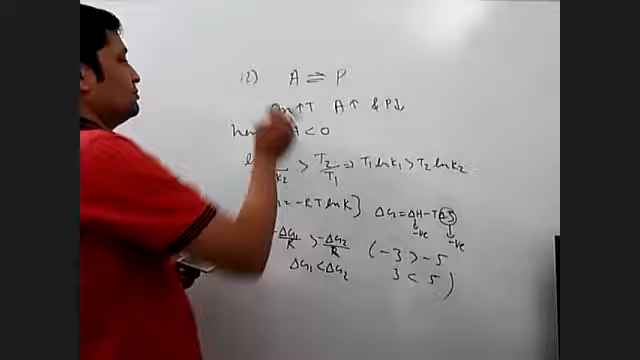 12) A ⇌ P
On ↑T A↑ & P↓
< 0
> T2/T1 ⇒ T1 ln k1 > T2 ln k2
= -RT ln K] ΔG = ΔH - TΔS
-ve -ve
-ΔG1/R > -ΔG2/R ( -3 > -5
ΔG1 < ΔG2 3 < 5 )